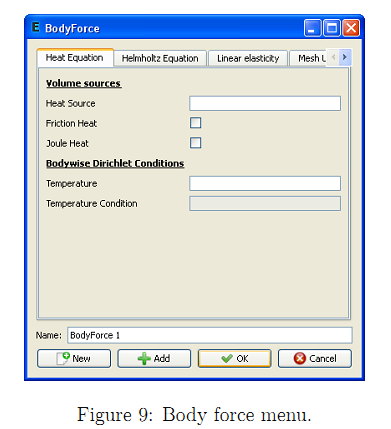 BodyForce
Heat Equation Helmholtz Equation Linear elasticity Mesh U
Volume sources
Heat Source
Friction Heat
Joule Heat
Bodywise Dirichlet Conditions
Temperature
Temperature Condition
Name: BodyForce 1
New Add OK Cancel
Figure 9: Body force menu.